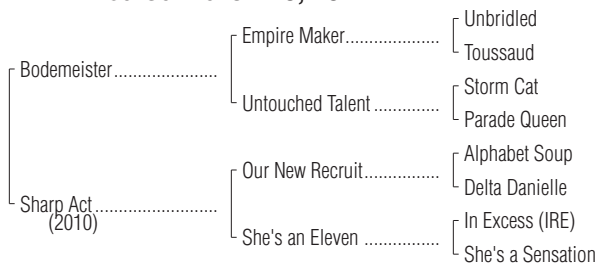 Unbridled
Empire Maker....................
Toussaud
Bodemeister......................
Storm Cat
Untouched Talent ..............
Parade Queen
Alphabet Soup
Our New Recruit................
Delta Danielle
Sharp Act..........................
(2010)
In Excess (IRE)
She's an Eleven ................
She's a Sensation